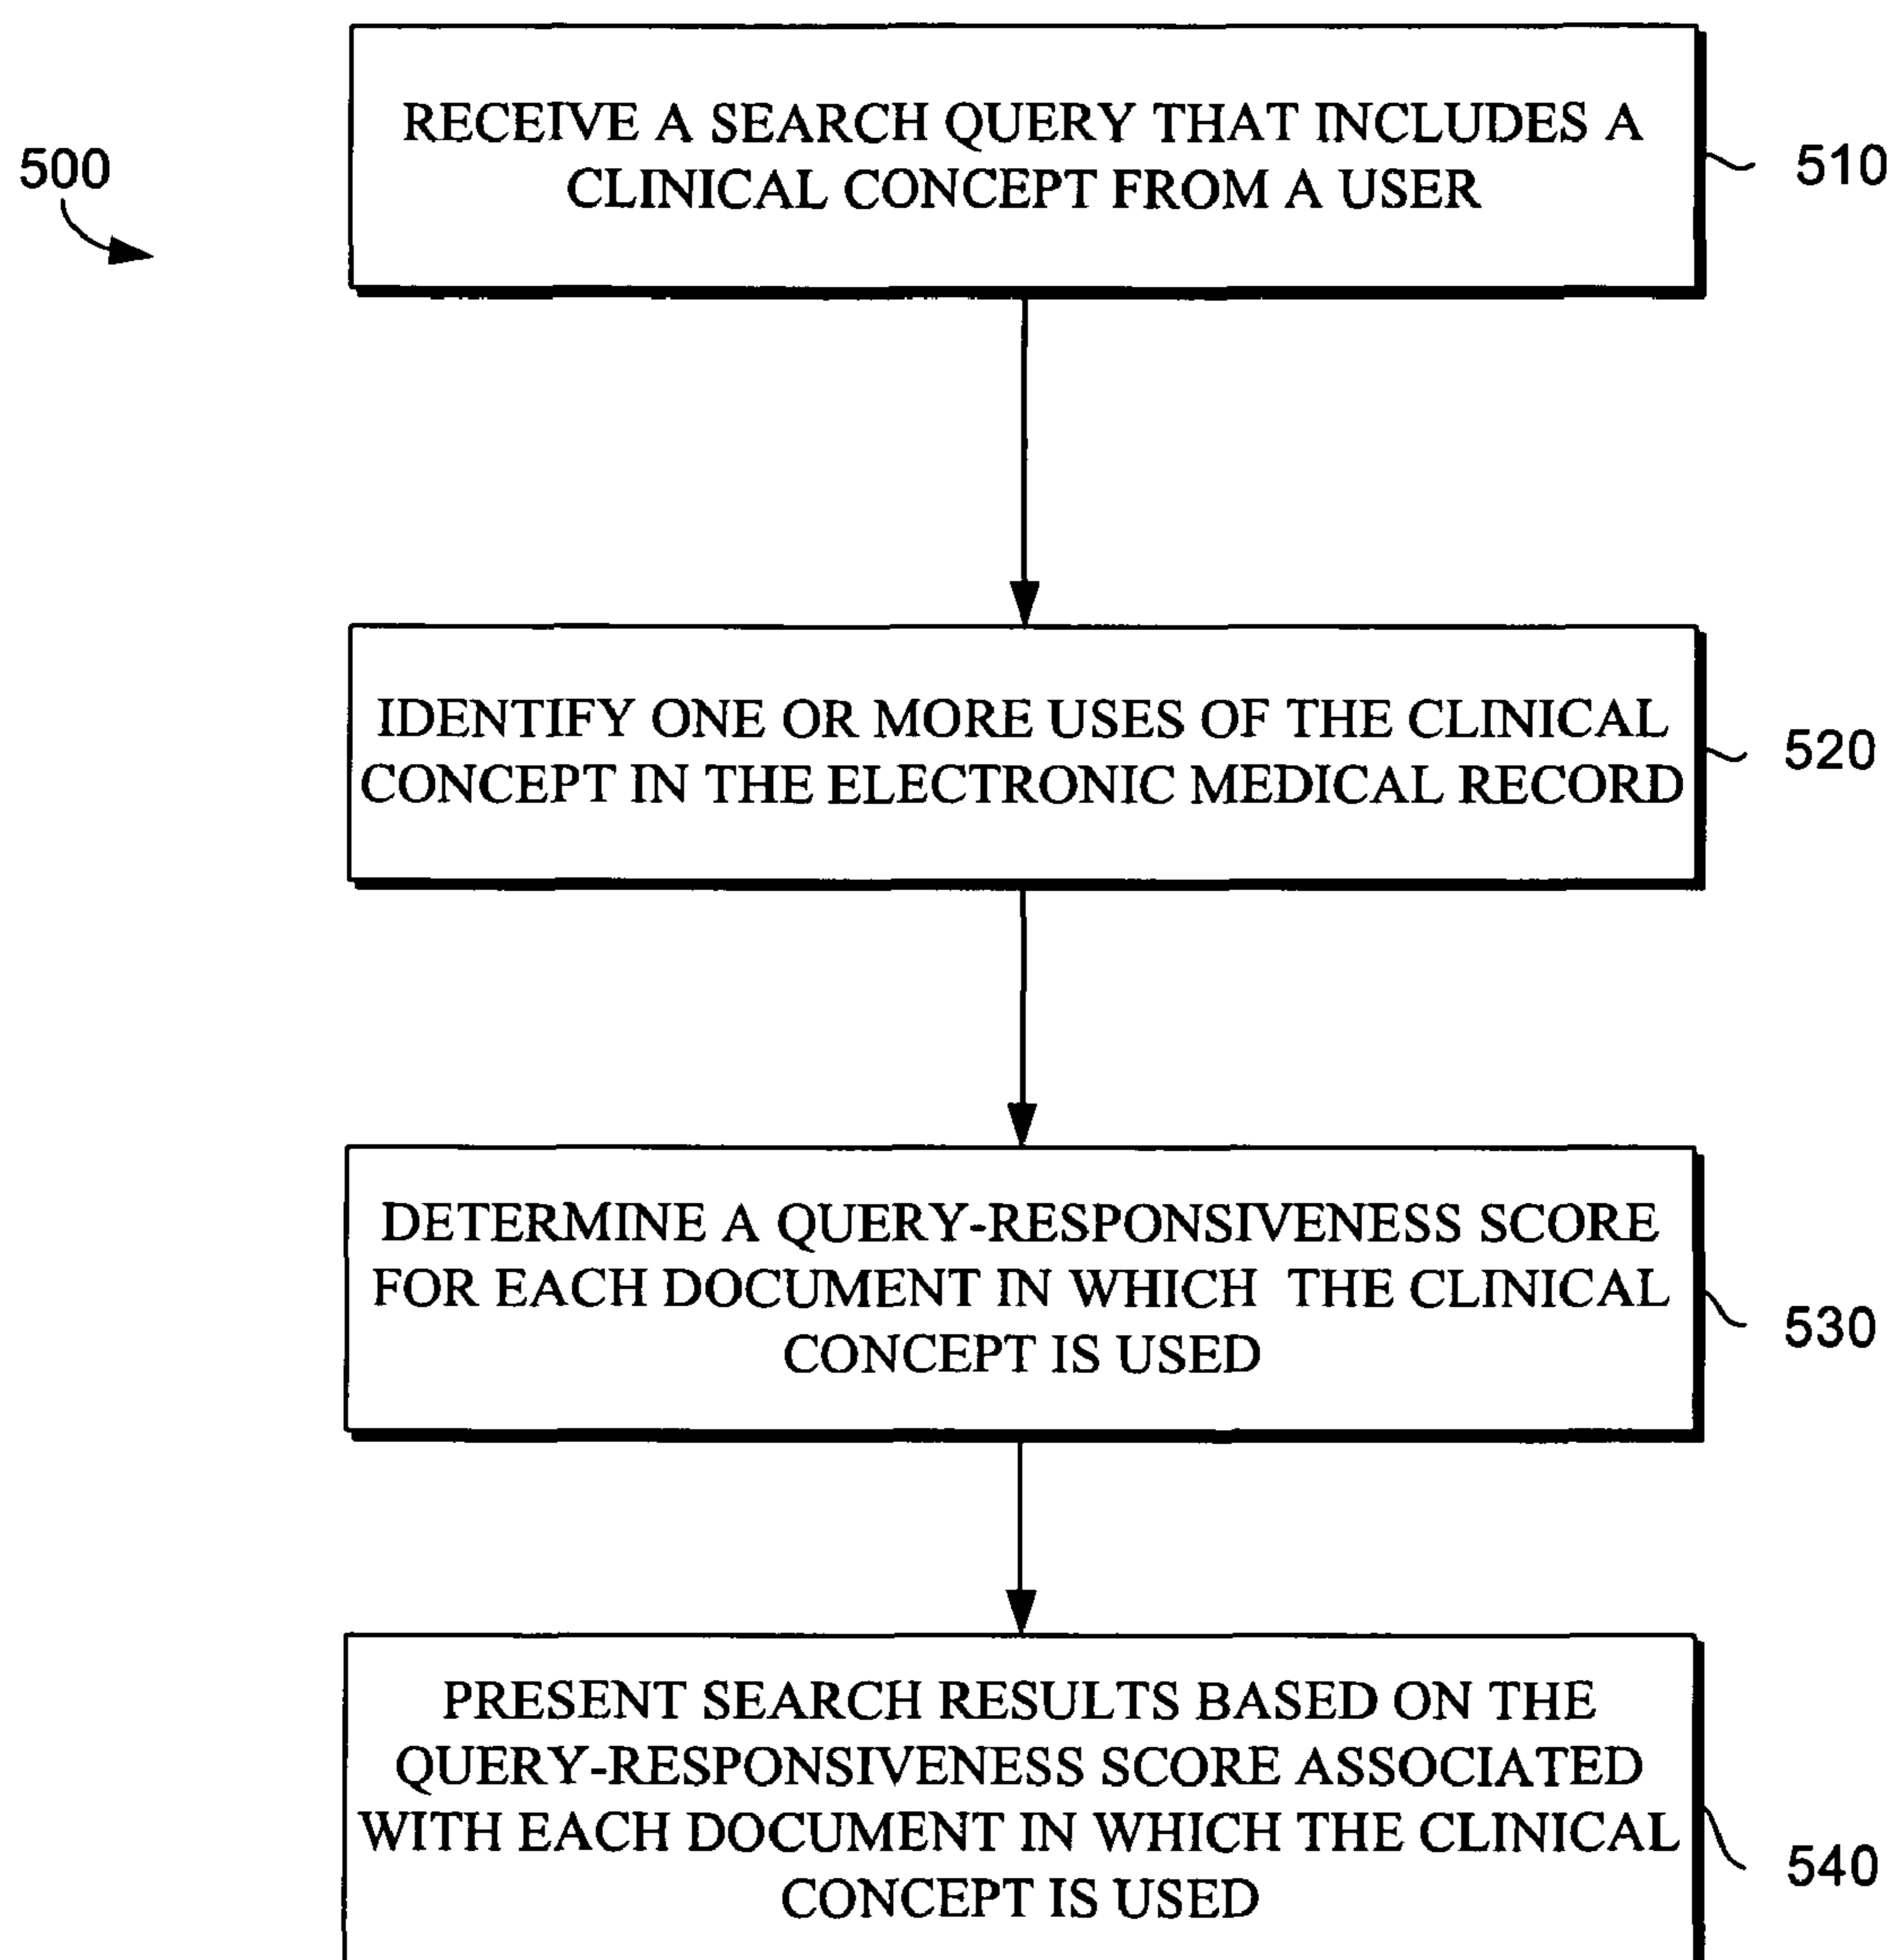 500
RECEIVE A SEARCH QUERY THAT INCLUDES A
CLINICAL CONCEPT FROM A USER
510
IDENTIFY ONE OR MORE USES OF THE CLINICAL
CONCEPT IN THE ELECTRONIC MEDICAL RECORD
520
DETERMINE A QUERY-RESPONSIVENESS SCORE
FOR EACH DOCUMENT IN WHICH THE CLINICAL
CONCEPT IS USED
530
PRESENT SEARCH RESULTS BASED ON THE
QUERY-RESPONSIVENESS SCORE ASSOCIATED
WITH EACH DOCUMENT IN WHICH THE CLINICAL
CONCEPT IS USED
540